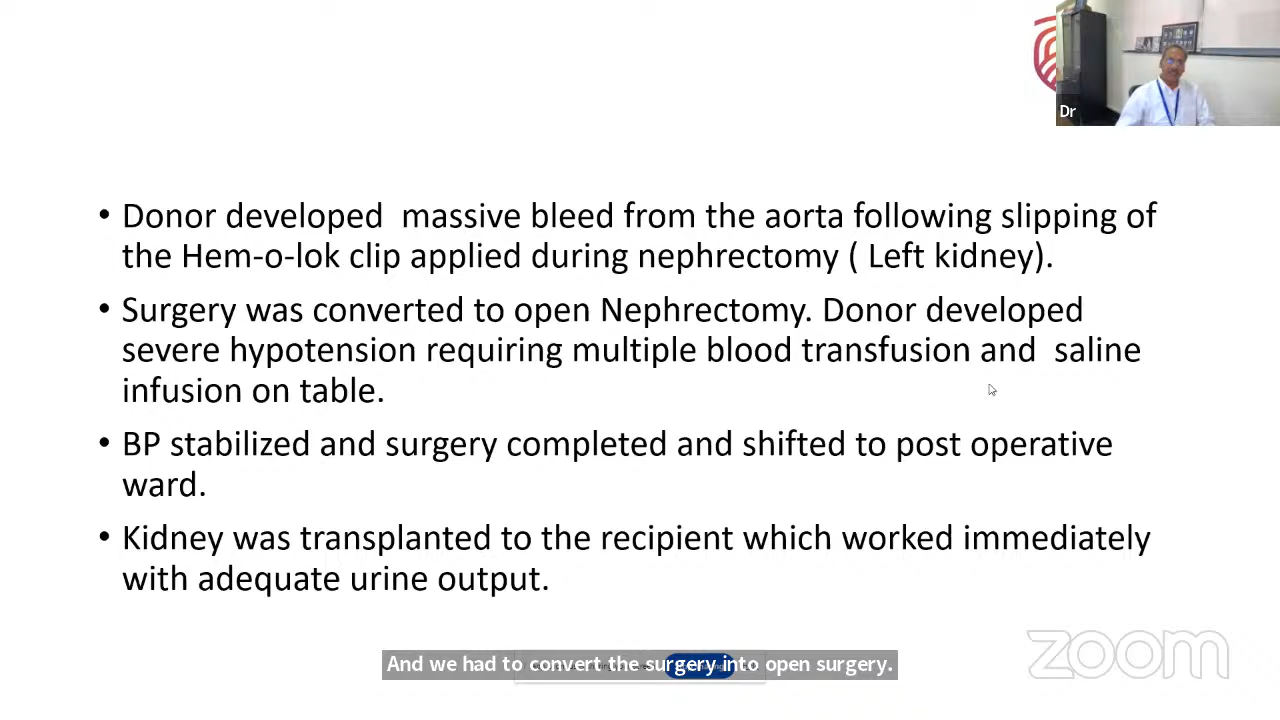 Dr
• Donor developed massive bleed from the aorta following slipping of
the Hem-o-lok clip applied during nephrectomy ( Left kidney).
• Surgery was converted to open Nephrectomy. Donor developed
severe hypotension requiring multiple blood transfusion and saline
infusion on table.
• BP stabilized and surgery completed and shifted to post operative
ward.
• Kidney was transplanted to the recipient which worked immediately
with adequate urine output.
zoom
And we had to convert the surgery into open surgery.